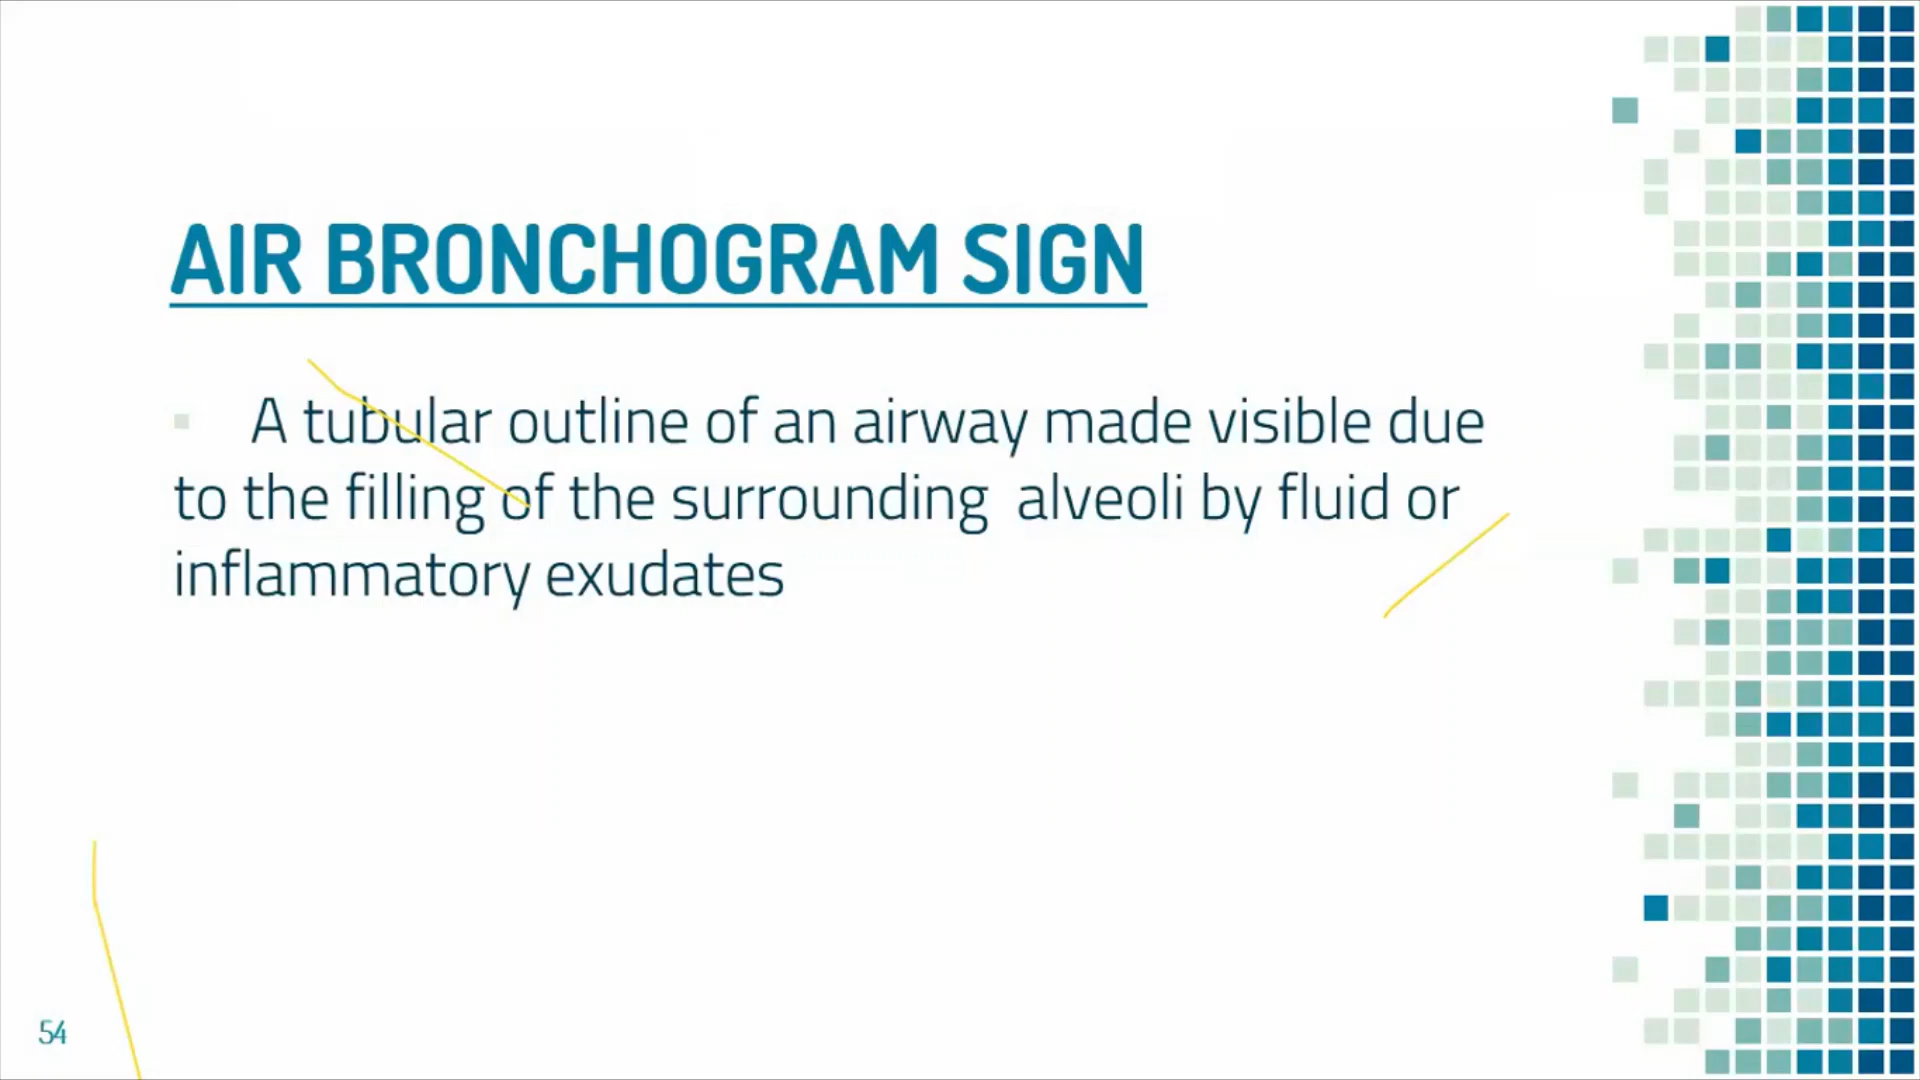 AIR BRONCHOGRAM SIGN
A tubular outline of an airway made visible due
to the filling of the surrounding alveoli by fluid or
inflammatory exudates
54